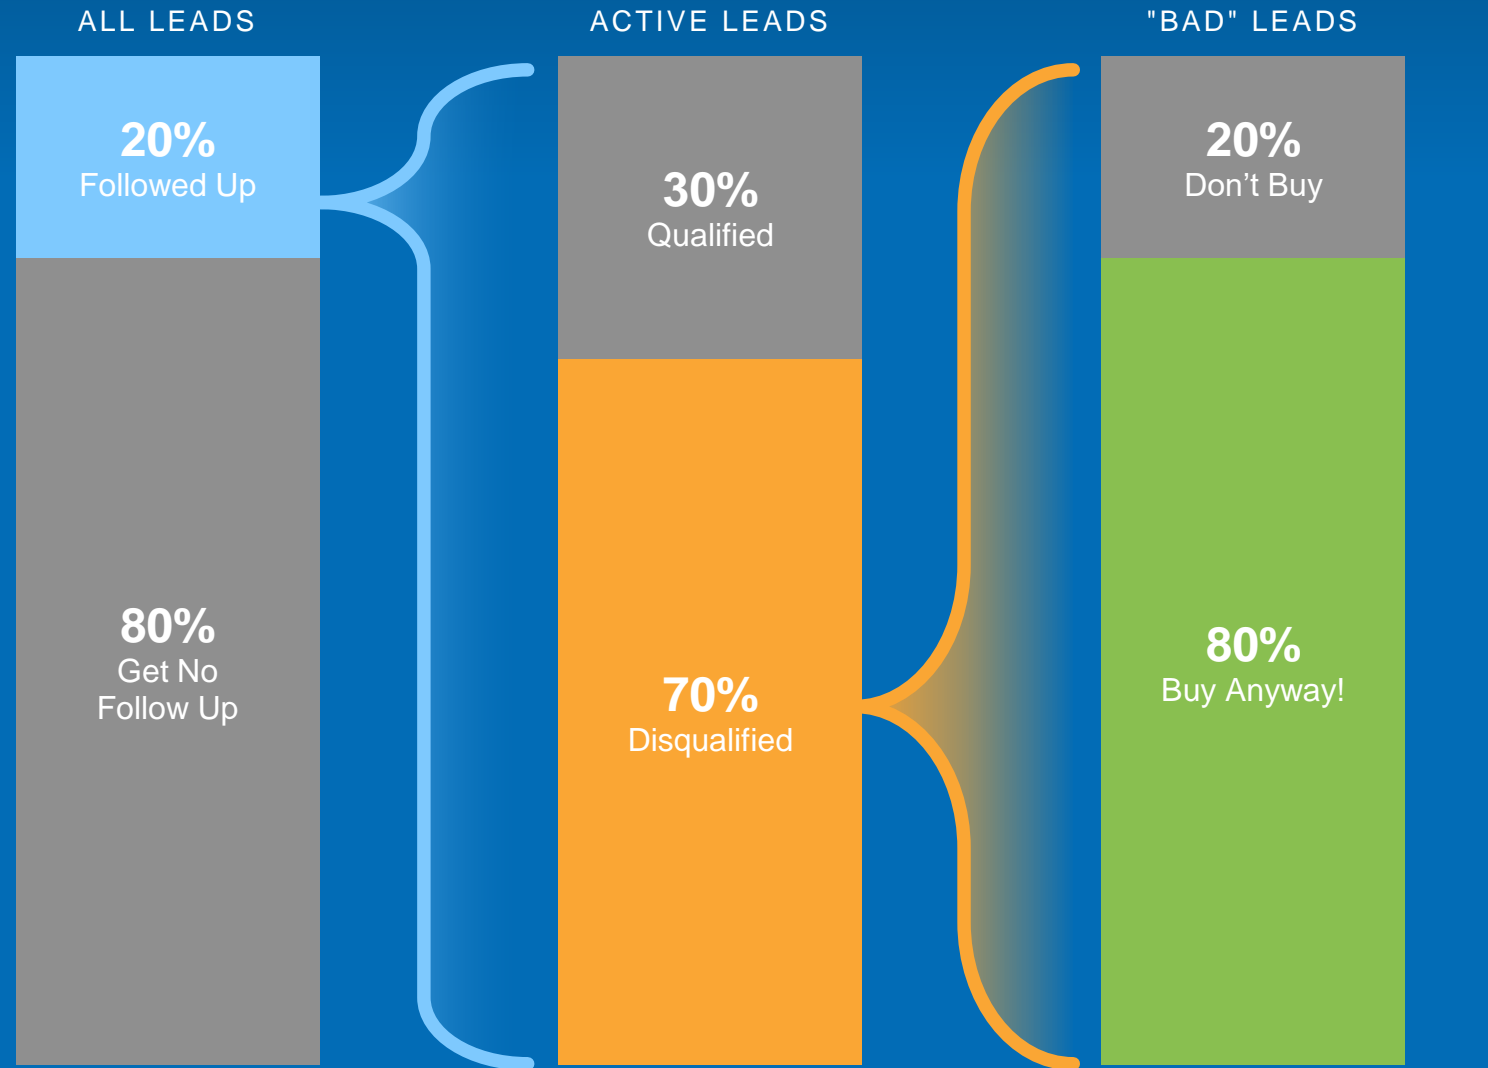 ALL LEADS
20%
Followed Up
80%
Get No
Follow Up
ACTIVE LEADS
30%
Qualified
70%
Disqualified
"BAD" LEADS
20%
Don’t Buy
80%
Buy Anyway!